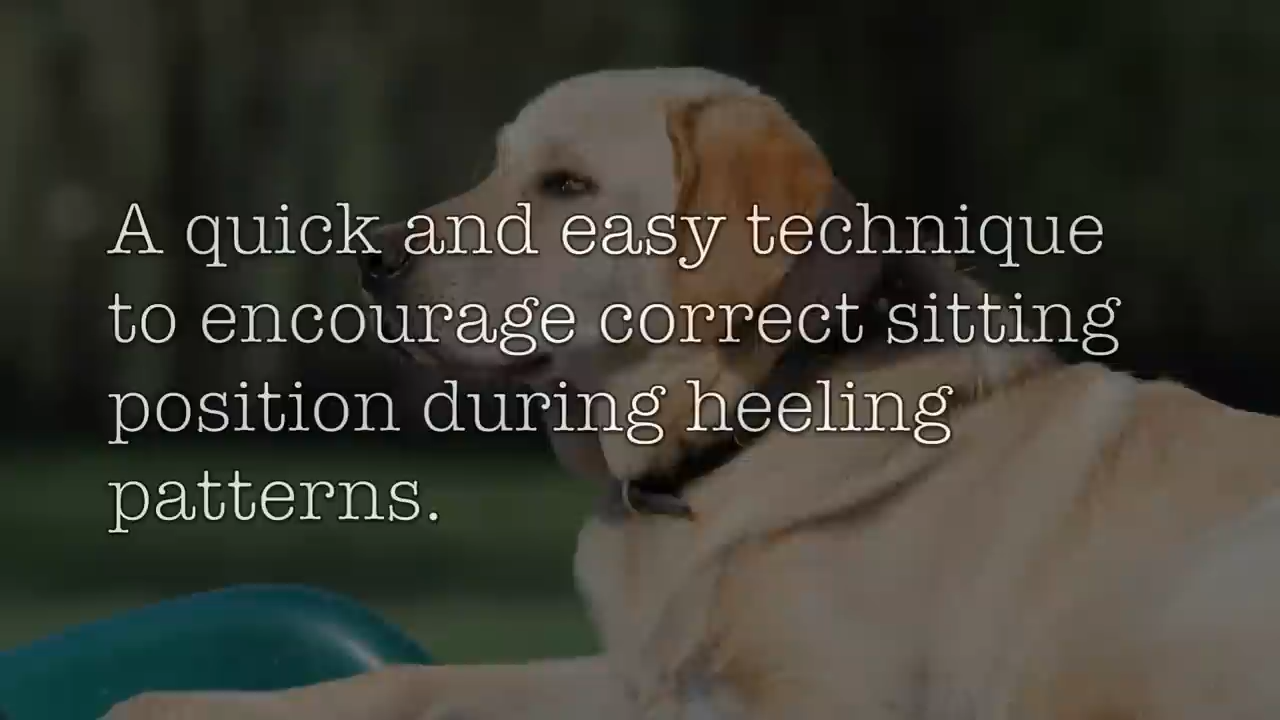 A quick and easy technique
to encourage correct sitting
position during heeling
patterns.